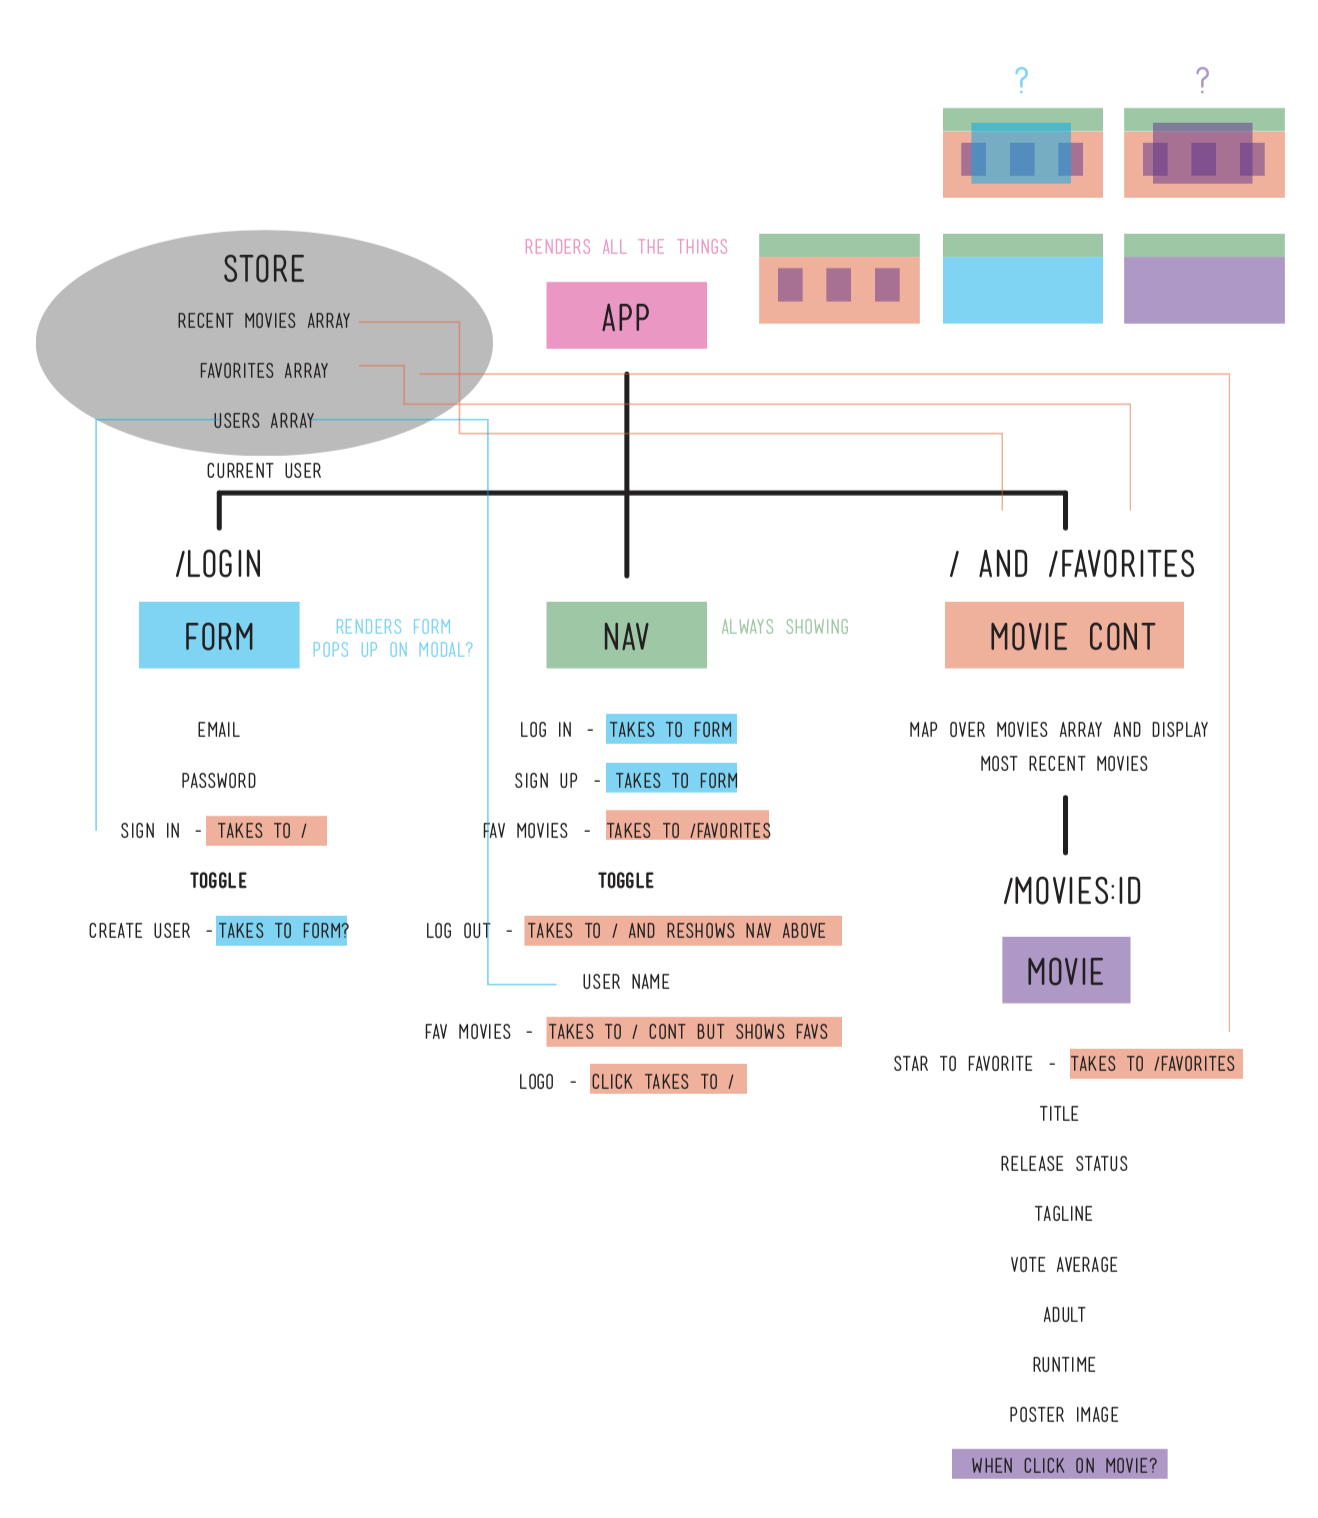 ?
?
STORE
RECENT MOVIES ARRAY
FAVORITES ARRAY
USERS ARRAY
CURRENT USER
RENDERS ALL THE THINGS
APP
/LOGIN
FORM
RENDERS FORM
POPS UP ON MODAL?
EMAIL
PASSWORD
SIGN IN - TAKES TO /
TOGGLE
CREATE USER - TAKES TO FORM?
NAV
ALWAYS SHOWING
LOG IN - TAKES TO FORM
SIGN UP - TAKES TO FORM
FAV MOVIES - TAKES TO /FAVORITES
TOGGLE
LOG OUT - TAKES TO / AND RESHOWS NAV ABOVE
USER NAME
FAV MOVIES - TAKES TO / CONT BUT SHOWS FAVS
LOGO - CLICK TAKES TO /
/ AND /FAVORITES
MOVIE CONT
MAP OVER MOVIES ARRAY AND DISPLAY
MOST RECENT MOVIES
/MOVIES:ID
MOVIE
STAR TO FAVORITE - TAKES TO /FAVORITES
TITLE
RELEASE STATUS
TAGLINE
VOTE AVERAGE
ADULT
RUNTIME
POSTER IMAGE
WHEN CLICK ON MOVIE?